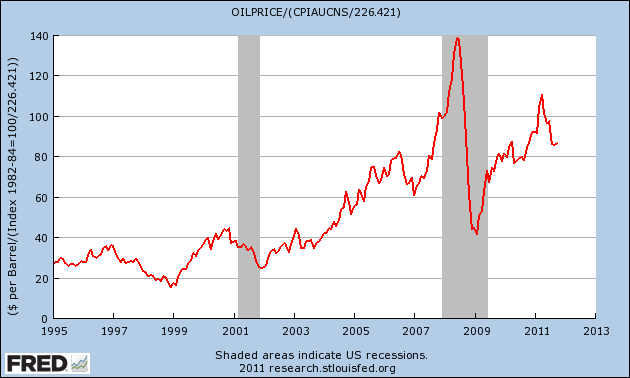 OILPRICE/(CPIAUCNS/226.421)
($ per Barrel/(Index 1982-84=100/226.421))
140
120
100
80
60
40
20
0
1995 1997 1999 2001 2003 2005 2007 2009 2011 2013
Shaded areas indicate US recessions.
2011 research.stlouisfed.org
FRED